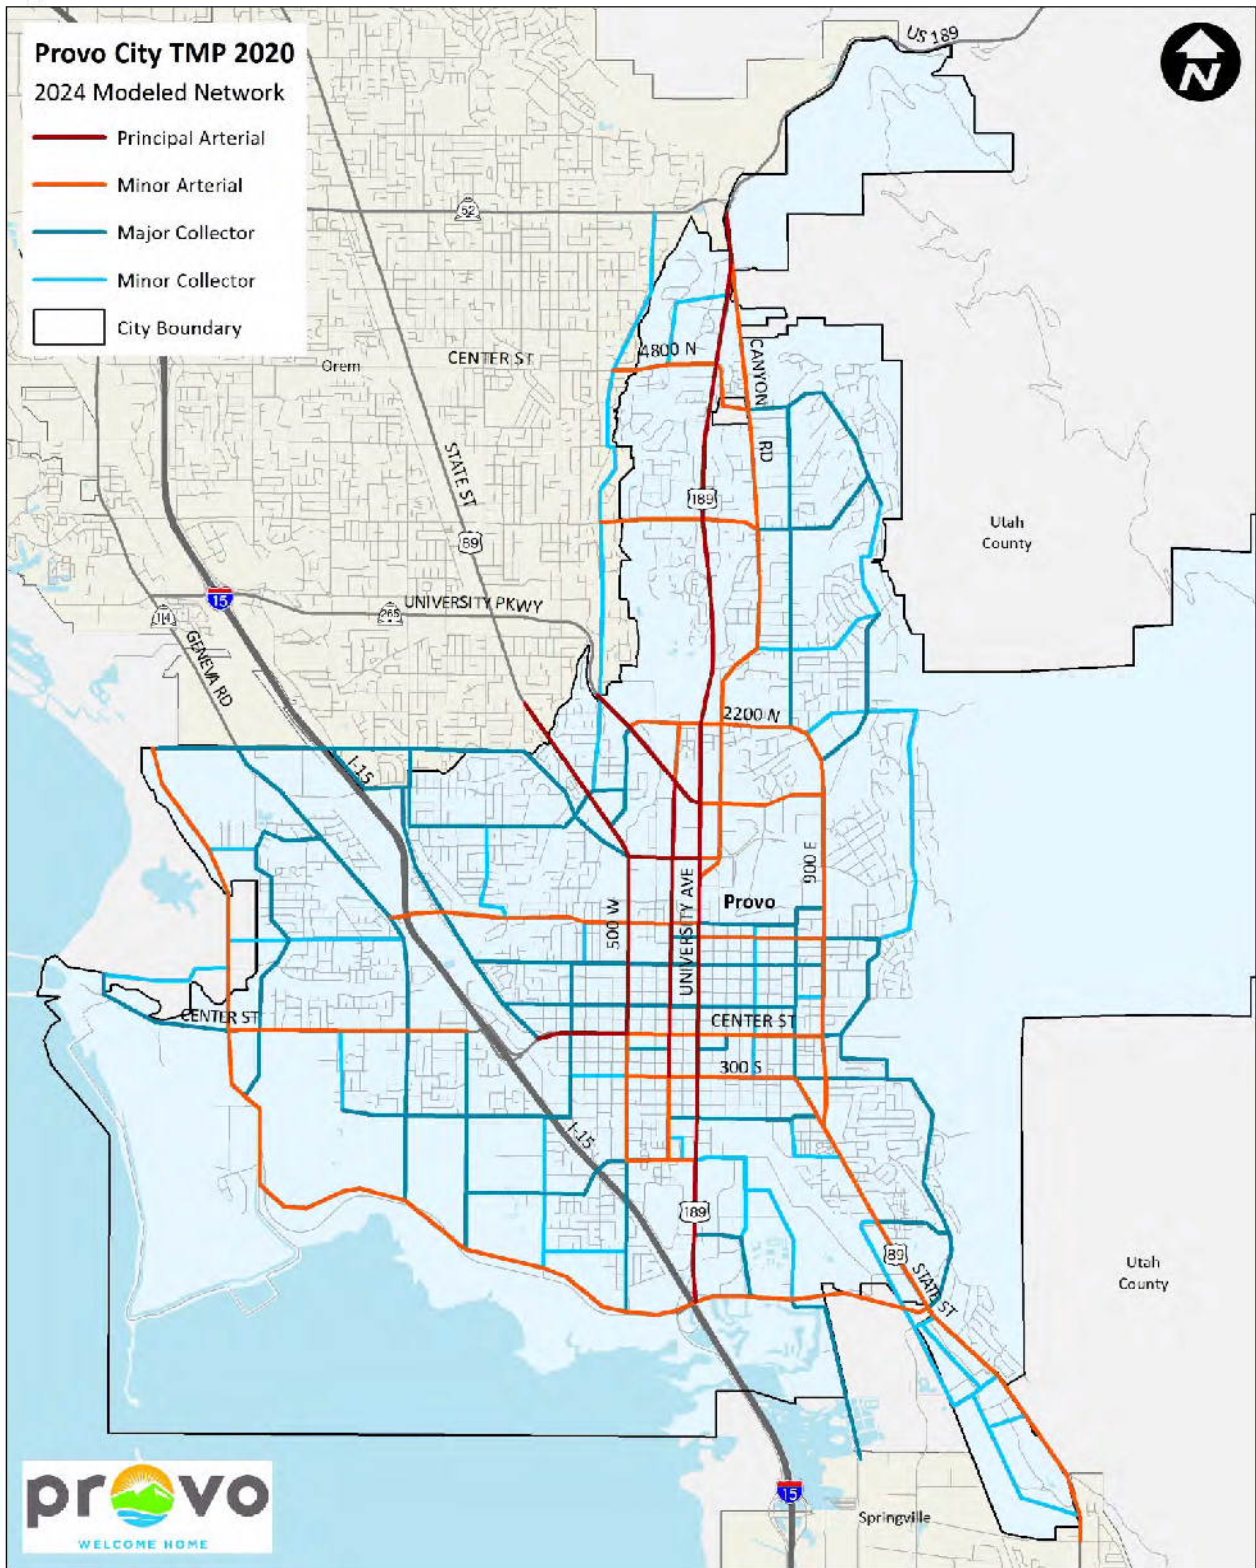 Provo City TMP 2020
2024 Modeled Network
Principal Arterial
Minor Arterial
Major Collector
Minor Collector
City Boundary
N
US 189
52
Orem
CENTER ST
4800 N
CANYON
RD
STATE ST
189
89
Utah
County
15
UNIVERSITY PKWY
265
114
GENEVA RD
2200 N
I-15
900 E
Provo
500 W
UNIVERSITY AVE
CENTER ST
CENTER ST
300 S
I-15
189
89
STATE ST
Utah
County
15
Springville
provo
WELCOME HOME